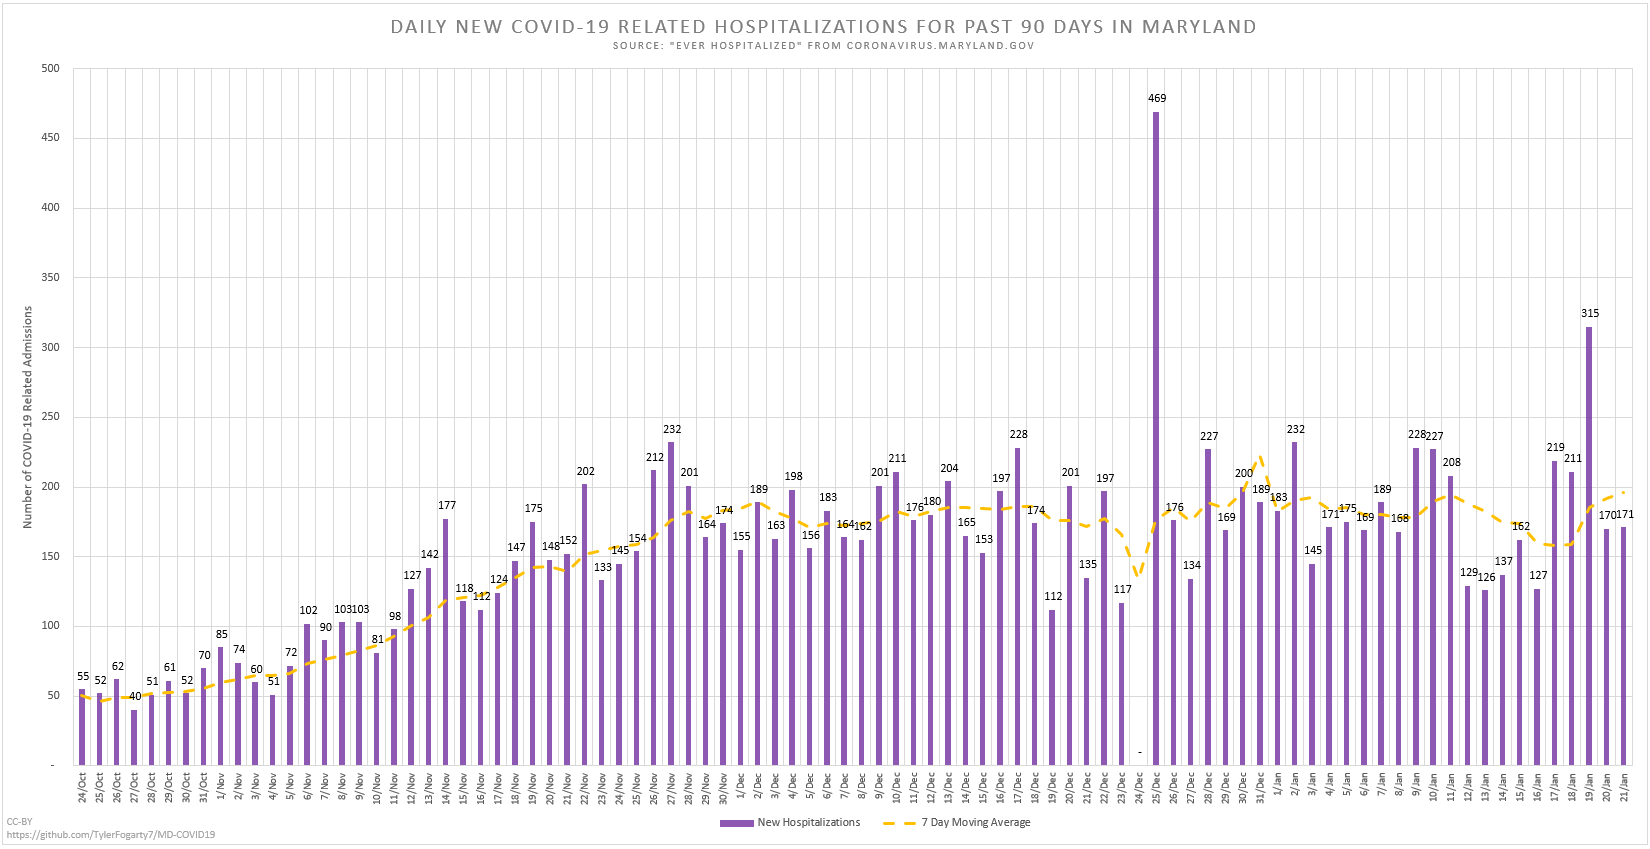 DAILY NEW COVID-19 RELATED HOSPITALIZATIONS FOR PAST 90 DAYS IN MARYLAND
SOURCE: "EVER HOSPITALIZED" FROM CORONAVIRUS.MARYLAND.GOV
Number of COVID-19 Related Admissions
500
450
400
350
300
250
200
150
100
50
-
55 52 62 40 51 61 52 70 85 74 60 51 72 102 90 103 103 81 98 127 142 177 118 112 124 147 175 148 152 202 133 145 154 212 232 201 164 174 155 189 163 198 156 183 164 162 201 211 176 180 204 165 153 197 228 174 112 201 135 197 117 - 469 176 134 227 169 200 189 183 232 145 171 175 169 189 168 228 227 208 129 126 137 162 127 219 211 315 170 171
24/Oct 25/Oct 26/Oct 27/Oct 28/Oct 29/Oct 30/Oct 31/Oct 1/Nov 2/Nov 3/Nov 4/Nov 5/Nov 6/Nov 7/Nov 8/Nov 9/Nov 10/Nov 11/Nov 12/Nov 13/Nov 14/Nov 15/Nov 16/Nov 17/Nov 18/Nov 19/Nov 20/Nov 21/Nov 22/Nov 23/Nov 24/Nov 25/Nov 26/Nov 27/Nov 28/Nov 29/Nov 30/Nov 1/Dec 2/Dec 3/Dec 4/Dec 5/Dec 6/Dec 7/Dec 8/Dec 9/Dec 10/Dec 11/Dec 12/Dec 13/Dec 14/Dec 15/Dec 16/Dec 17/Dec 18/Dec 19/Dec 20/Dec 21/Dec 22/Dec 23/Dec 24/Dec 25/Dec 26/Dec 27/Dec 28/Dec 29/Dec 30/Dec 31/Dec 1/Jan 2/Jan 3/Jan 4/Jan 5/Jan 6/Jan 7/Jan 8/Jan 9/Jan 10/Jan 11/Jan 12/Jan 13/Jan 14/Jan 15/Jan 16/Jan 17/Jan 18/Jan 19/Jan 20/Jan 21/Jan
New Hospitalizations 7 Day Moving Average
CC-BY
https://github.com/TylerFogarty7/MD-COVID19